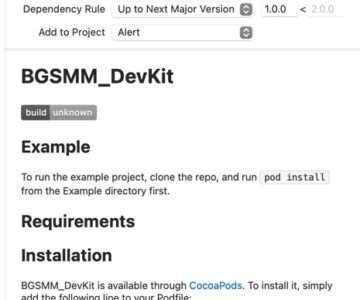 Dependency Rule Up to Next Major Version 1.0.0 < 2.0.0
Add to Project Alert
BGSMM_DevKit
build unknown
Example
To run the example project, clone the repo, and run pod install
from the Example directory first.
Requirements
Installation
BGSMM_DevKit is available through CocoaPods. To install it, simply
add the following line to your Podfile: